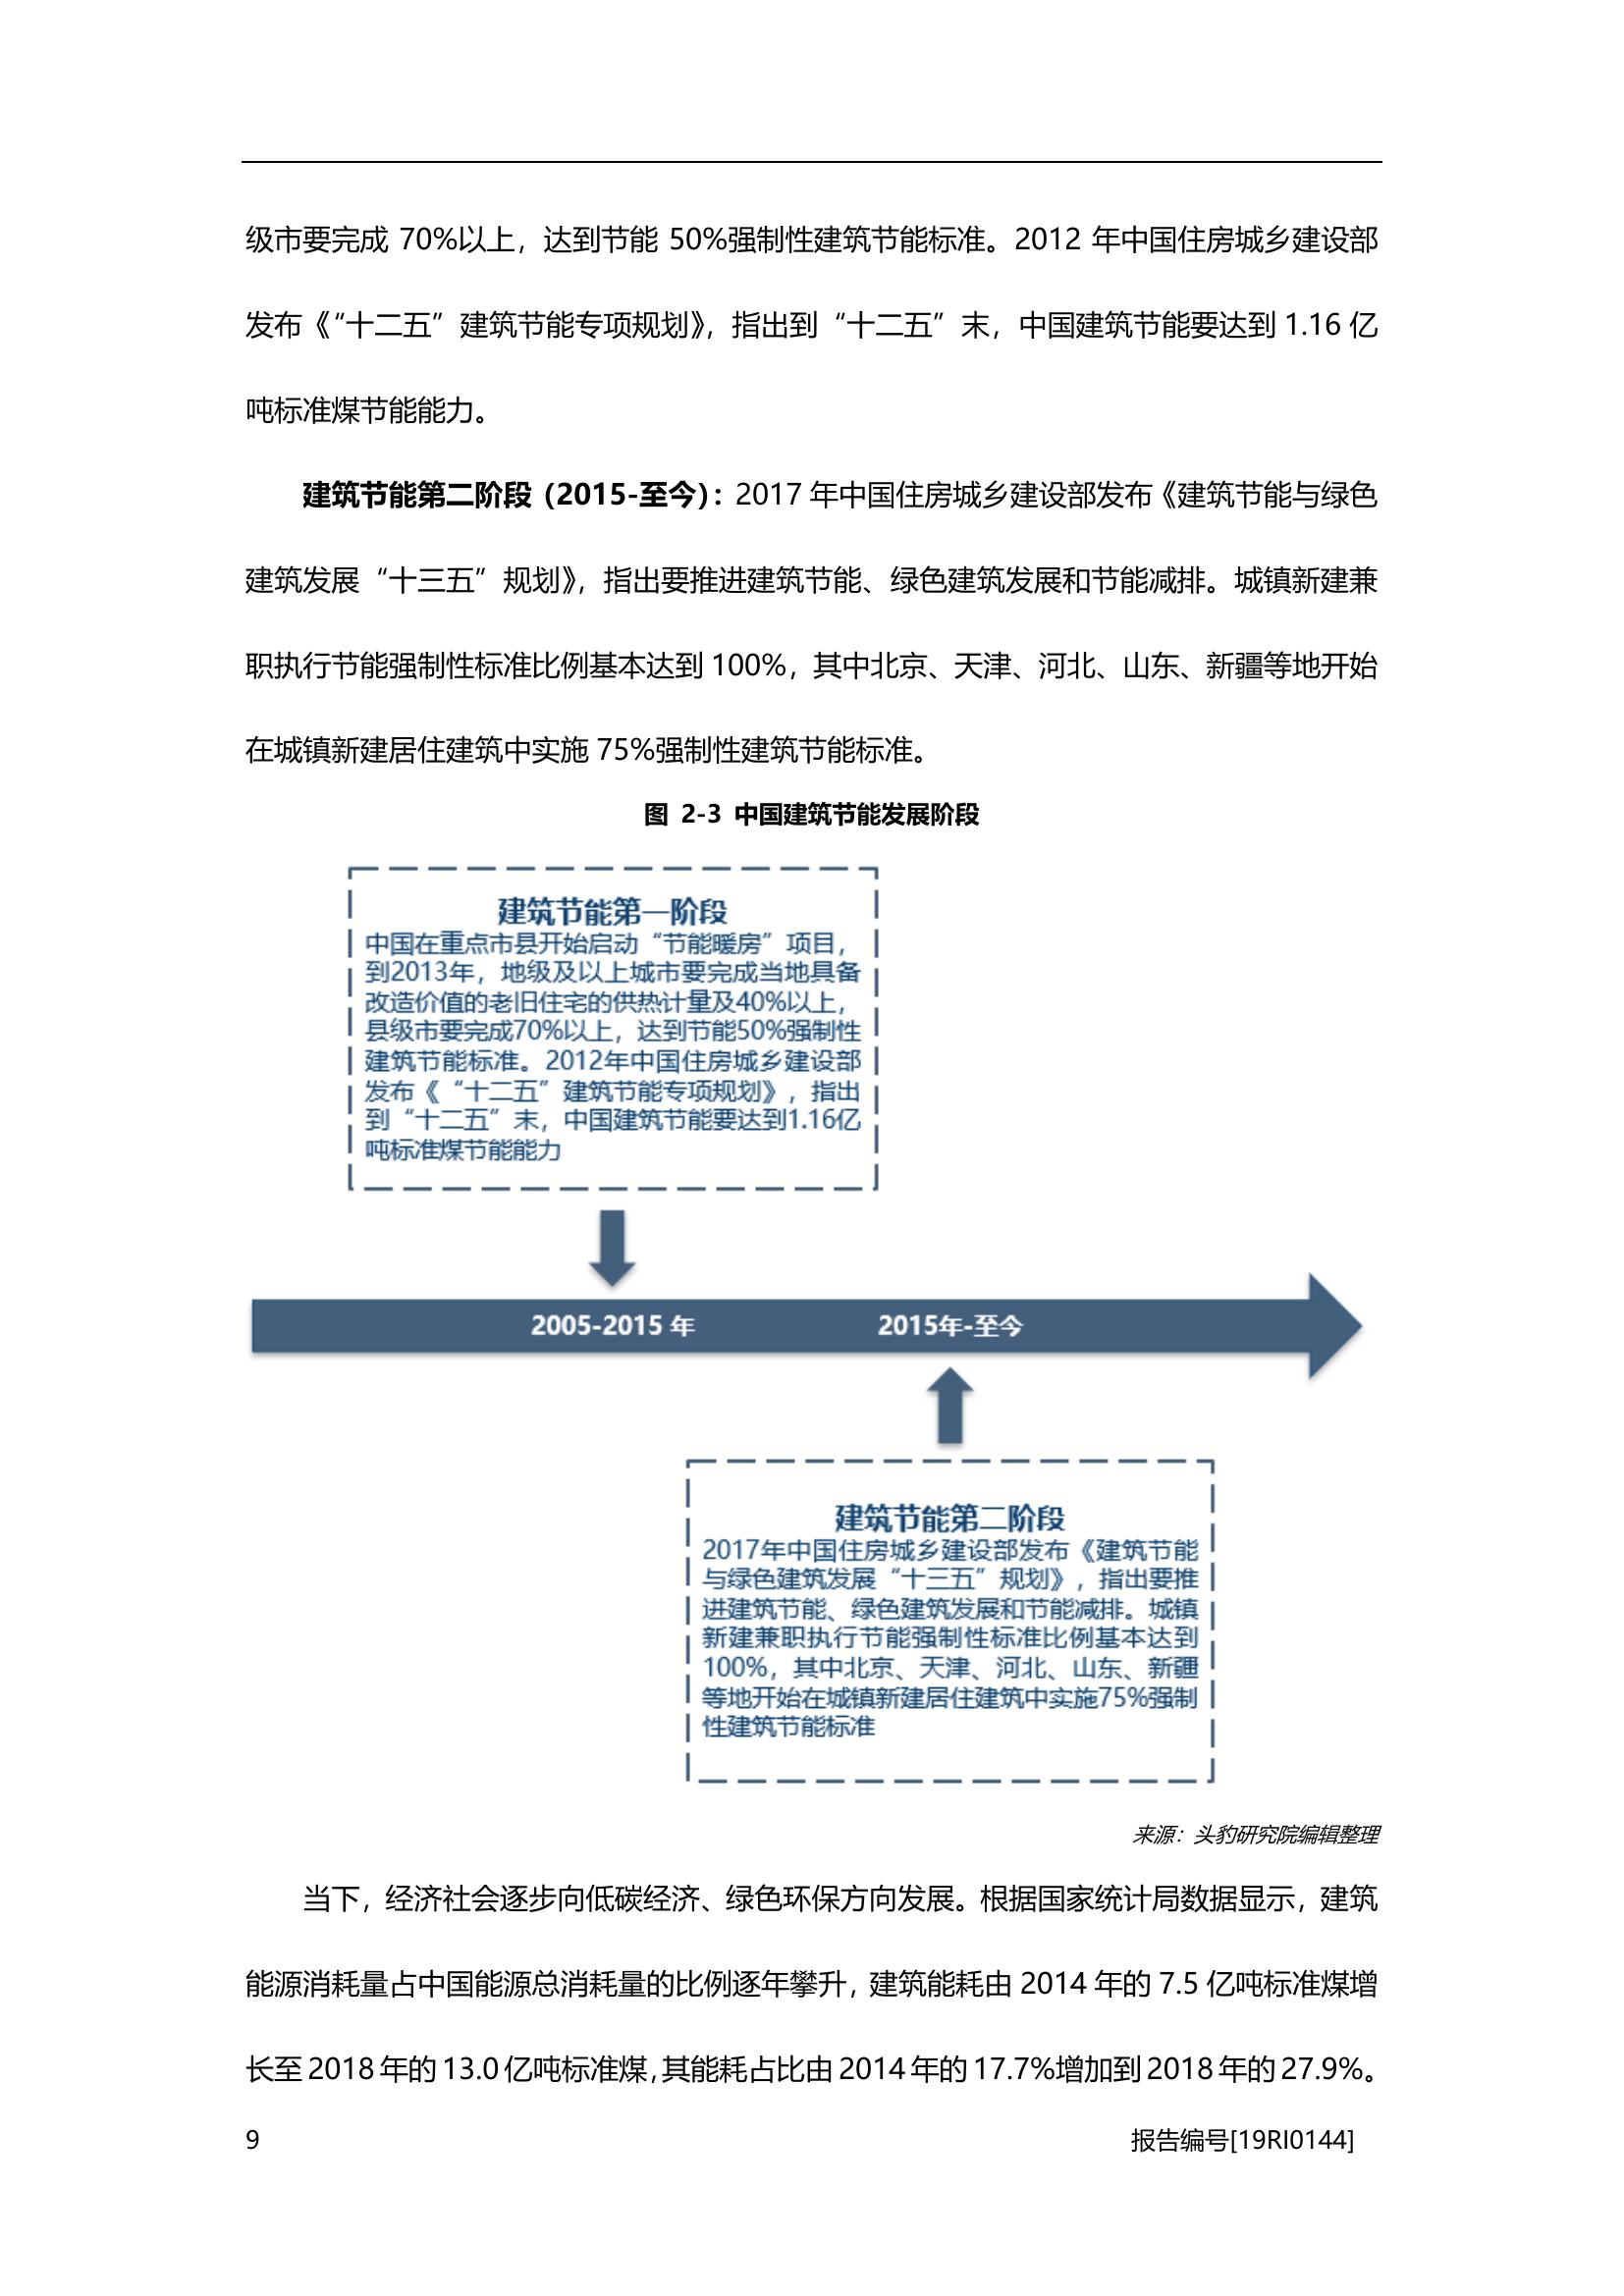 级市要完成 70%以上，达到节能 50%强制性建筑节能标准。2012 年中国住房城乡建设部
发布《“十二五”建筑节能专项规划》，指出到“十二五”末，中国建筑节能要达到 1.16 亿
吨标准煤节能能力。
建筑节能第二阶段（2015-至今）：2017 年中国住房城乡建设部发布《建筑节能与绿色
建筑发展“十三五”规划》，指出要推进建筑节能、绿色建筑发展和节能减排。城镇新建兼
职执行节能强制性标准比例基本达到 100%，其中北京、天津、河北、山东、新疆等地开始
在城镇新建居住建筑中实施 75%强制性建筑节能标准。
图 2-3 中国建筑节能发展阶段
建筑节能第一阶段
中国在重点市县开始启动“节能暖房”项目，
到2013年，地级及以上城市要完成当地具备
改造价值的老旧住宅的供热计量及40%以上，
县级市要完成70%以上，达到节能50%强制性
建筑节能标准。2012年中国住房城乡建设部
发布《“十二五”建筑节能专项规划》，指出
到“十二五”末，中国建筑节能要达到1.16亿
吨标准煤节能能力
2005-2015 年
2015年-至今
建筑节能第二阶段
2017年中国住房城乡建设部发布《建筑节能
与绿色建筑发展“十三五”规划》，指出要推
进建筑节能、绿色建筑发展和节能减排。城镇
新建兼职执行节能强制性标准比例基本达到
100%，其中北京、天津、河北、山东、新疆
等地开始在城镇新建居住建筑中实施75%强制
性建筑节能标准
来源：头豹研究院编辑整理
当下，经济社会逐步向低碳经济、绿色环保方向发展。根据国家统计局数据显示，建筑
能源消耗量占中国能源总消耗量的比例逐年攀升，建筑能耗由 2014 年的 7.5 亿吨标准煤增
长至 2018 年的 13.0 亿吨标准煤，其能耗占比由 2014 年的 17.7%增加到 2018 年的 27.9%。
9
报告编号[19RI0144]